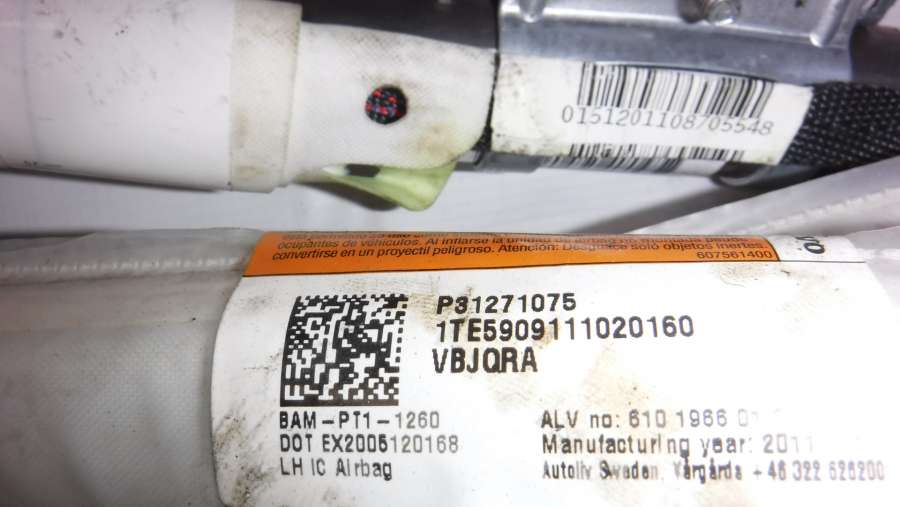 0151201108705548
ocupantes de vehículos. Al inflarse la unidad de airbag
convertirse en un proyectil peligroso. Atención: Desguace solo objetos inertes
607561400
P31271075
1TE5909111020160
VBJQRA
BAM-PT1-1260
DOT EX2005120168
LH IC Airbag
ALV no: 610 1966
Manufacturing year: 2011
Autoliv Sweden, Vårgårda +46 322 626200